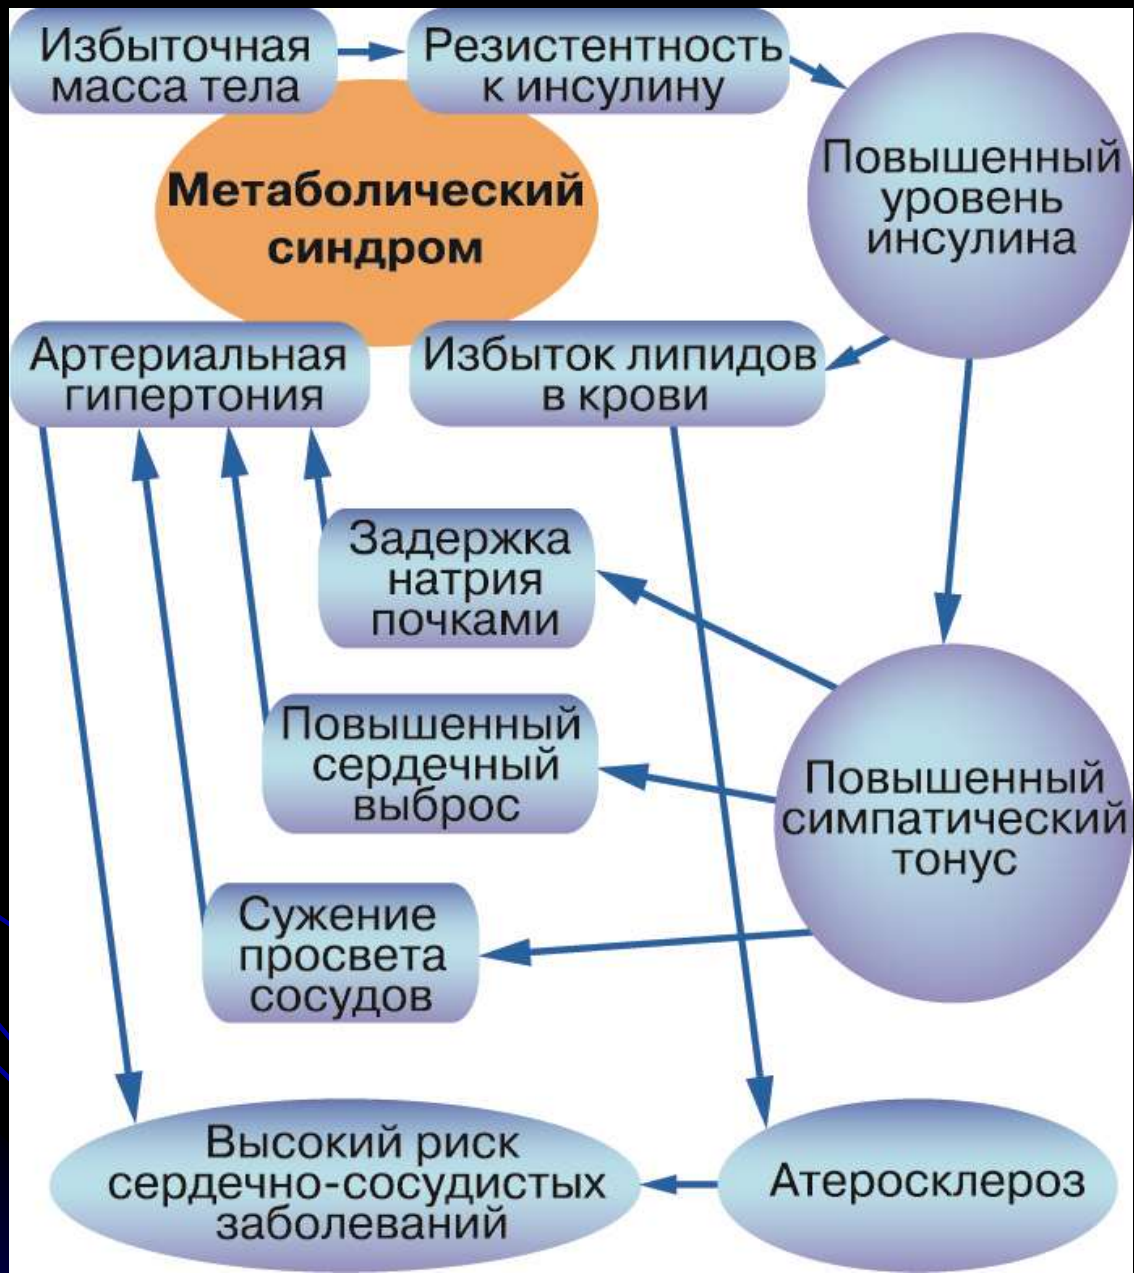 Избыточная
масса тела
Резистентность
к инсулину
Повышенный
уровень
инсулина
Метаболический
синдром
Артериальная
гипертония
Избыток липидов
в крови
Задержка
натрия
почками
Повышенный
сердечный
выброс
Повышенный
симпатический
тонус
Сужение
просвета
сосудов
Высокий риск
сердечно-сосудистых
заболеваний
Атеросклероз